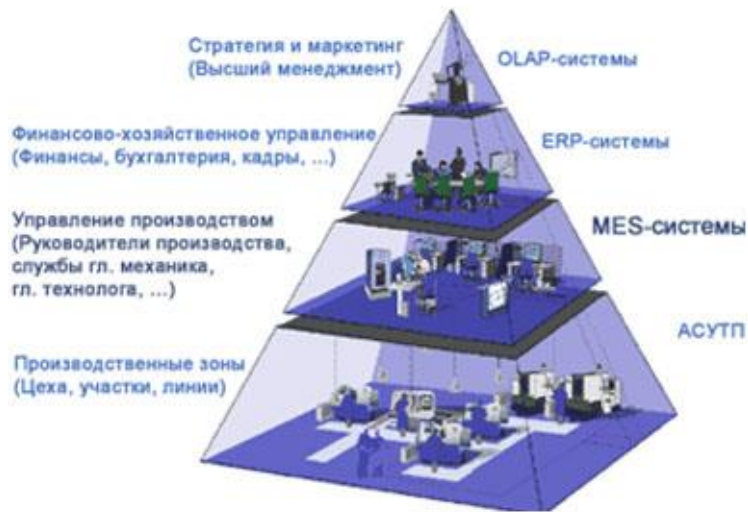 Стратегия и маркетинг
(Высший менеджмент)
OLAP-системы
Финансово-хозяйственное управление
(Финансы, бухгалтерия, кадры, ...)
ERP-системы
Управление производством
(Руководители производства,
службы гл. механика,
гл. технолога, ...)
MES-системы
АСУТП
Производственные зоны
(Цеха, участки, линии)